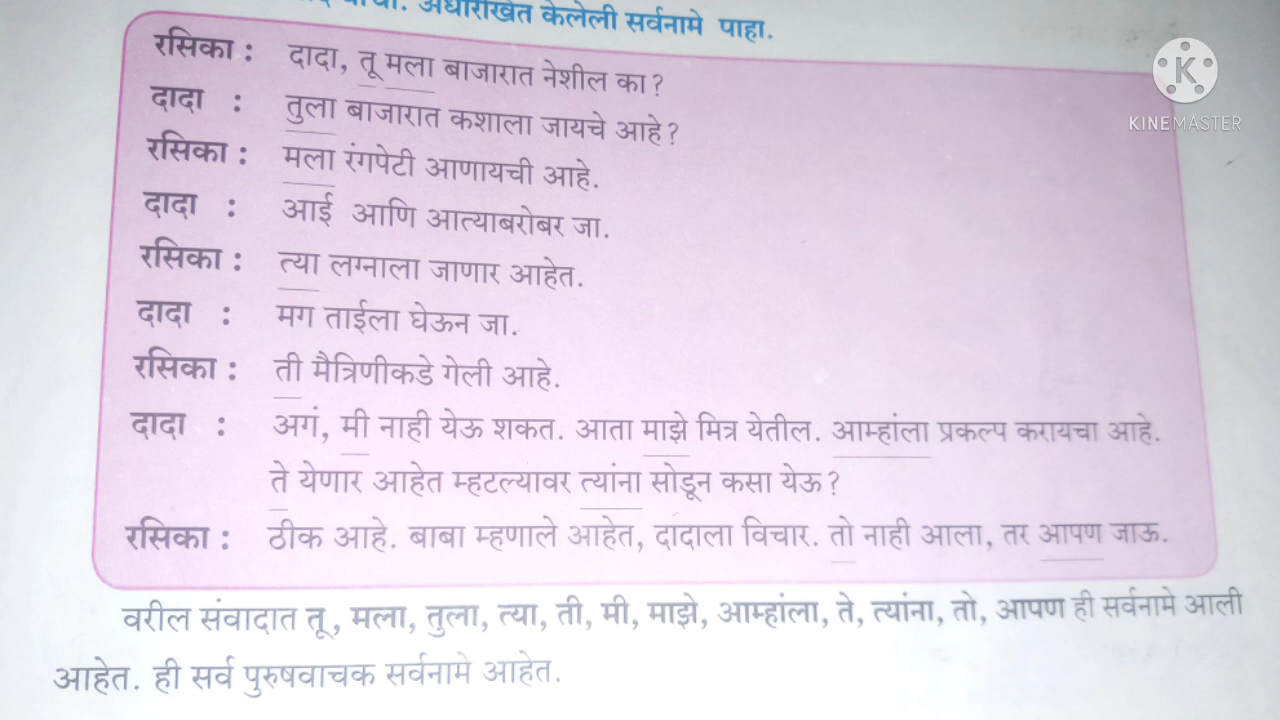 वाचा. अधोरेखित केलेली सर्वनामे पाहा.
रसिका : दादा, तू मला बाजारात नेशील का?
दादा : तुला बाजारात कशाला जायचे आहे?
रसिका : मला रंगपेटी आणायची आहे.
दादा : आई आणि आत्याबरोबर जा.
रसिका : त्या लग्नाला जाणार आहेत.
दादा : मग ताईला घेऊन जा.
रसिका : ती मैत्रिणीकडे गेली आहे.
दादा : अगं, मी नाही येऊ शकत. आता माझे मित्र येतील. आम्हांला प्रकल्प करायचा आहे.
ते येणार आहेत म्हटल्यावर त्यांना सोडून कसा येऊ?
रसिका : ठीक आहे. बाबा म्हणाले आहेत, दादाला विचार. तो नाही आला, तर आपण जाऊ.
वरील संवादात तू, मला, तुला, त्या, ती, मी, माझे, आम्हांला, ते, त्यांना, तो, आपण ही सर्वनामे आली
आहेत. ही सर्व पुरुषवाचक सर्वनामे आहेत.
K
KINEMASTER